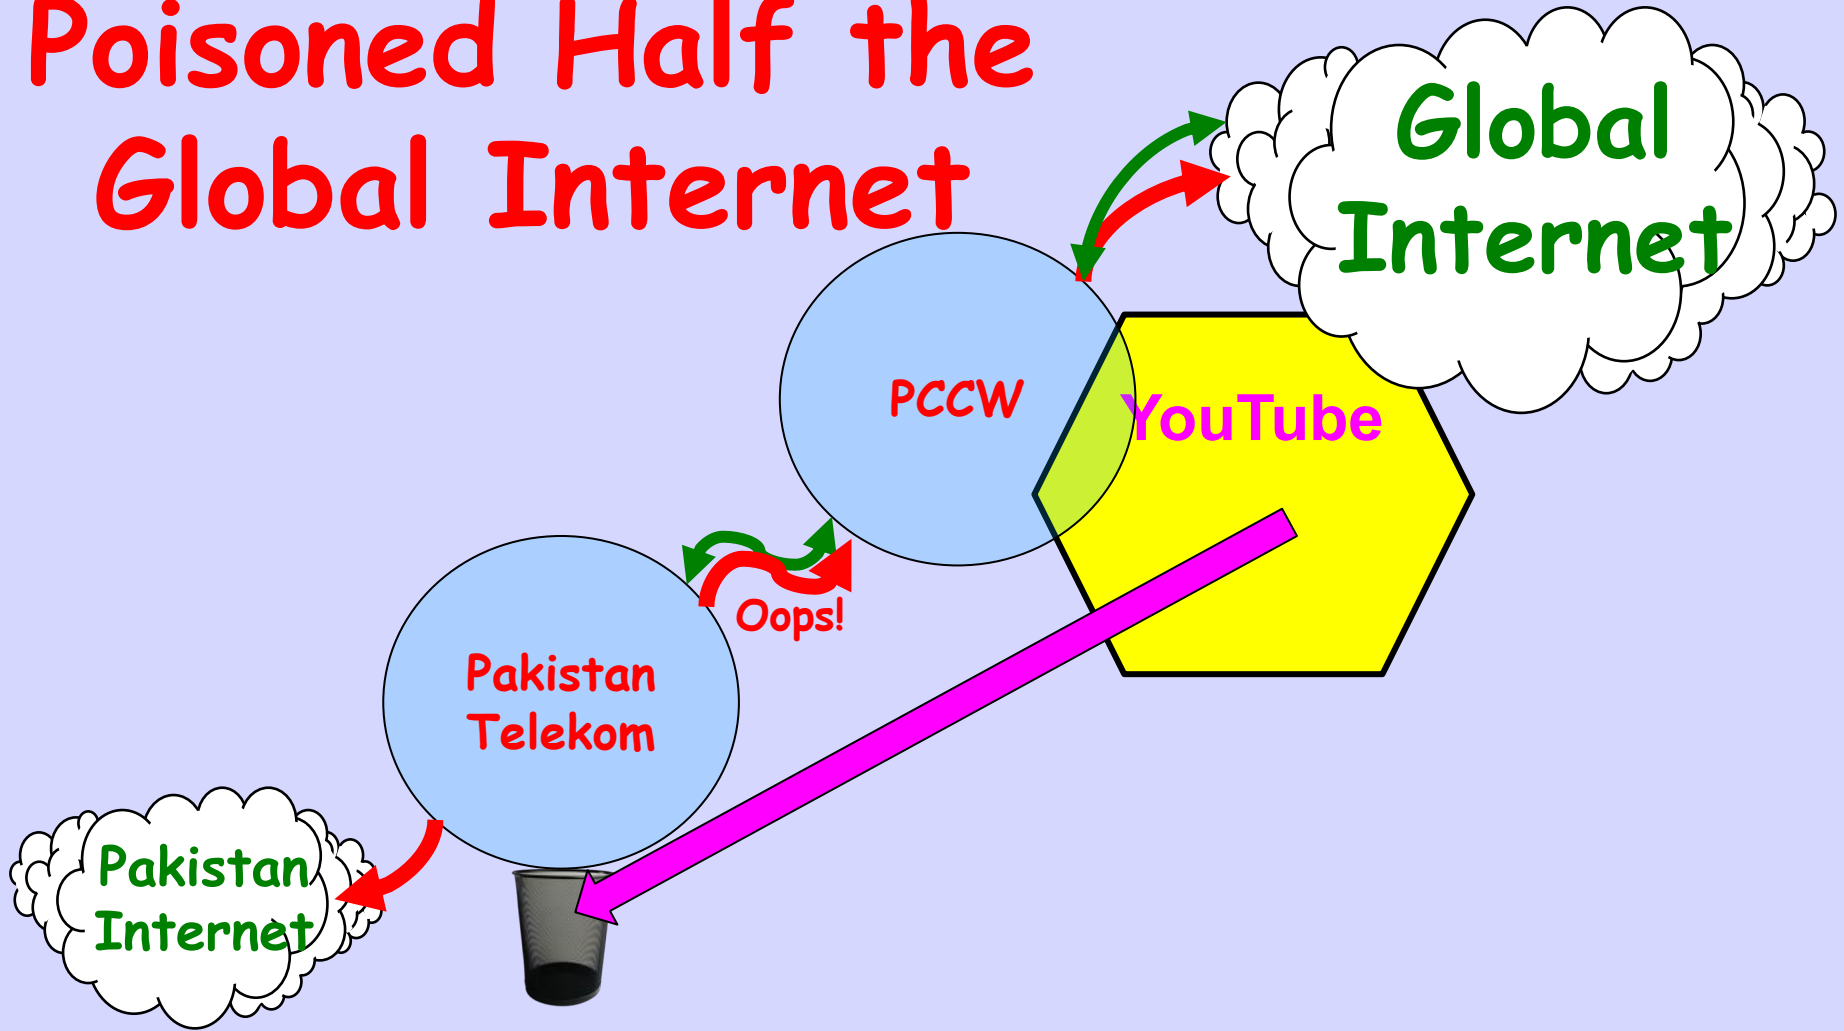 Poisoned Half the
Global Internet
Global
Internet
PCCW
YouTube
Oops!
Pakistan
Telekom
Pakistan
Internet